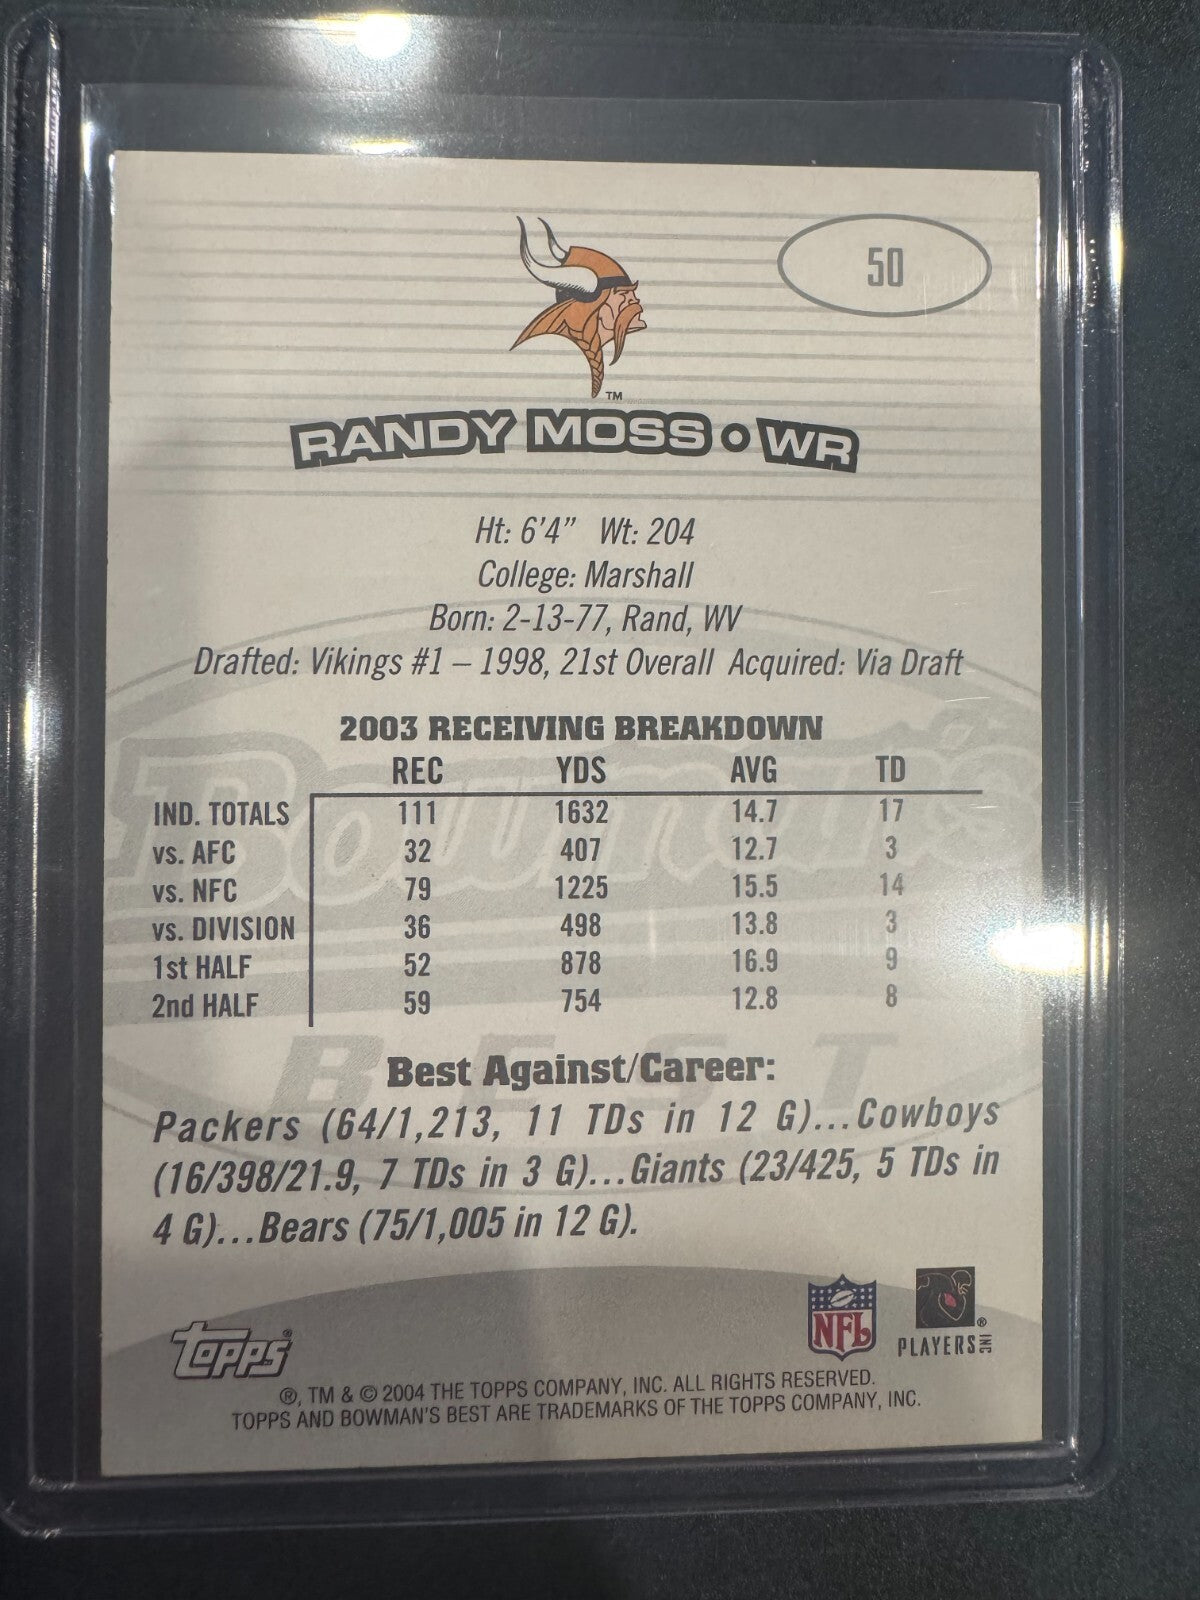 50
TM
RANDY MOSS • WR
Ht: 6'4" Wt: 204
College: Marshall
Born: 2-13-77, Rand, WV
Drafted: Vikings #1 – 1998, 21st Overall Acquired: Via Draft
2003 RECEIVING BREAKDOWN
REC YDS AVG TD
IND. TOTALS 111 1632 14.7 17
vs. AFC 32 407 12.7 3
vs. NFC 79 1225 15.5 14
vs. DIVISION 36 498 13.8 3
1st HALF 52 878 16.9 9
2nd HALF 59 754 12.8 8
Bowman's
BEST
Best Against/Career:
Packers (64/1,213, 11 TDs in 12 G)...Cowboys
(16/398/21.9, 7 TDs in 3 G)...Giants (23/425, 5 TDs in
4 G)...Bears (75/1,005 in 12 G).
Topps®
NFL
PLAYERS INC ®
®, TM & © 2004 THE TOPPS COMPANY, INC. ALL RIGHTS RESERVED.
TOPPS AND BOWMAN'S BEST ARE TRADEMARKS OF THE TOPPS COMPANY, INC.